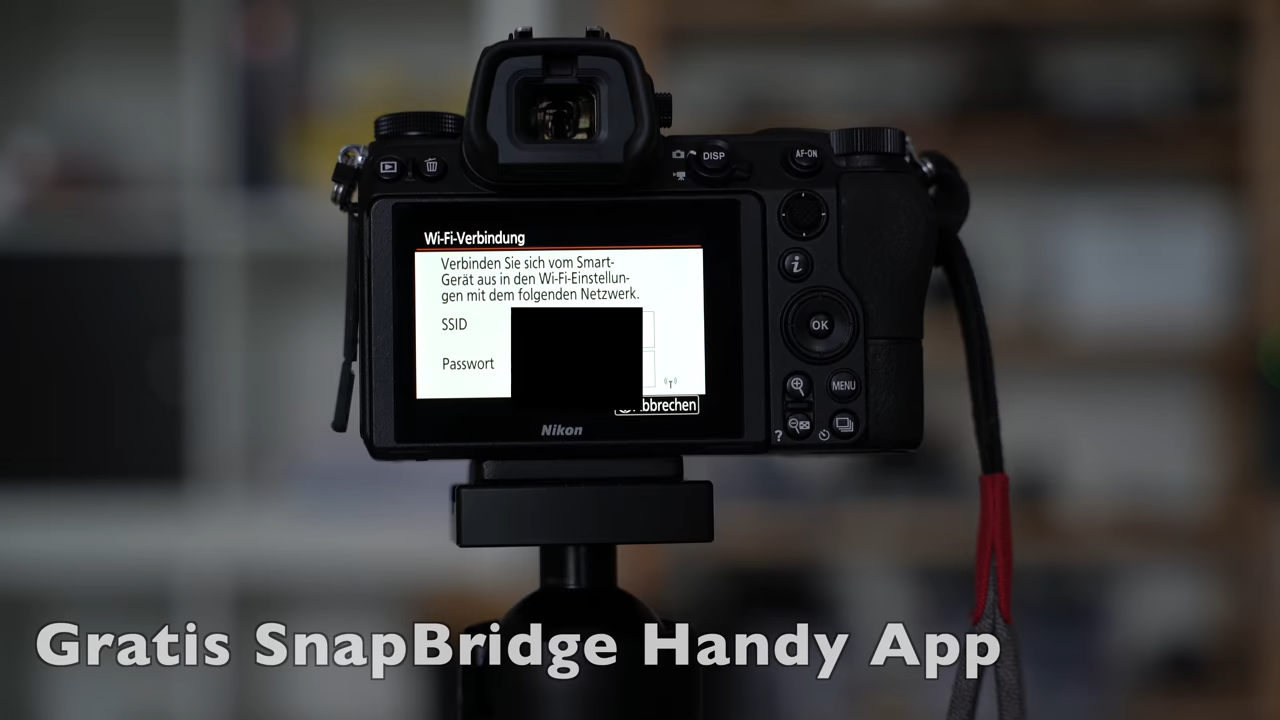 DISP
AF-ON
Wi-Fi-Verbindung
Verbinden Sie sich vom Smart-
Gerät aus in den Wi-Fi-Einstellun-
gen mit dem folgenden Netzwerk.
SSID
Passwort
bbrechen
i
OK
MENU
?
Nikon
Gratis SnapBridge Handy App